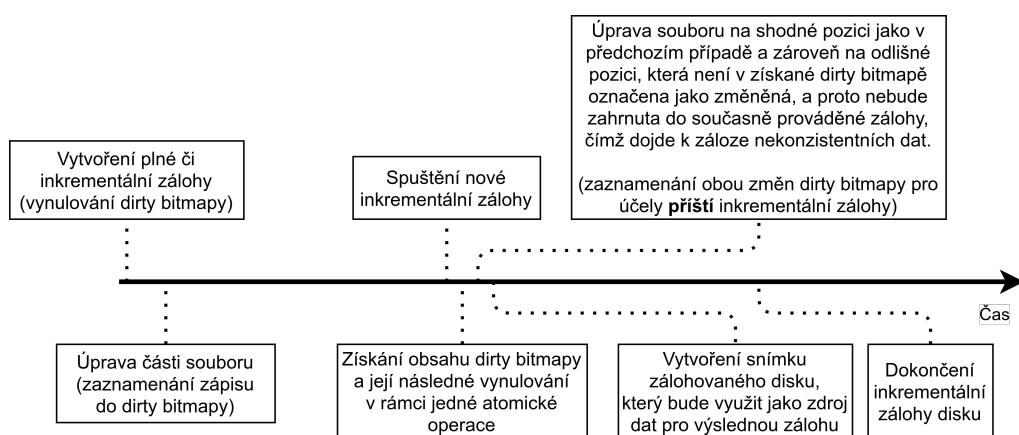 Úprava souboru na shodné pozici jako v
předchozím případě a zároveň na odlišné
pozici, která není v získané dirty bitmapě
označena jako změněná, a proto nebude
zahrnuta do současně prováděné zálohy,
čímž dojde k záloze nekonzistentních dat.
(zaznamenání obou změn dirty bitmapy pro
účely příští inkrementální zálohy)
Vytvoření plné či
inkrementální zálohy
(vynulování dirty bitmapy)
Spuštění nové
inkrementální zálohy
Čas
Úprava části souboru
(zaznamenání zápisu
do dirty bitmapy)
Získání obsahu dirty bitmapy
a její následné vynulování
v rámci jedné atomické
operace
Vytvoření snímku
zálohovaného disku,
který bude využit jako zdroj
dat pro výslednou zálohu
Dokončení
inkrementální
zálohy disku